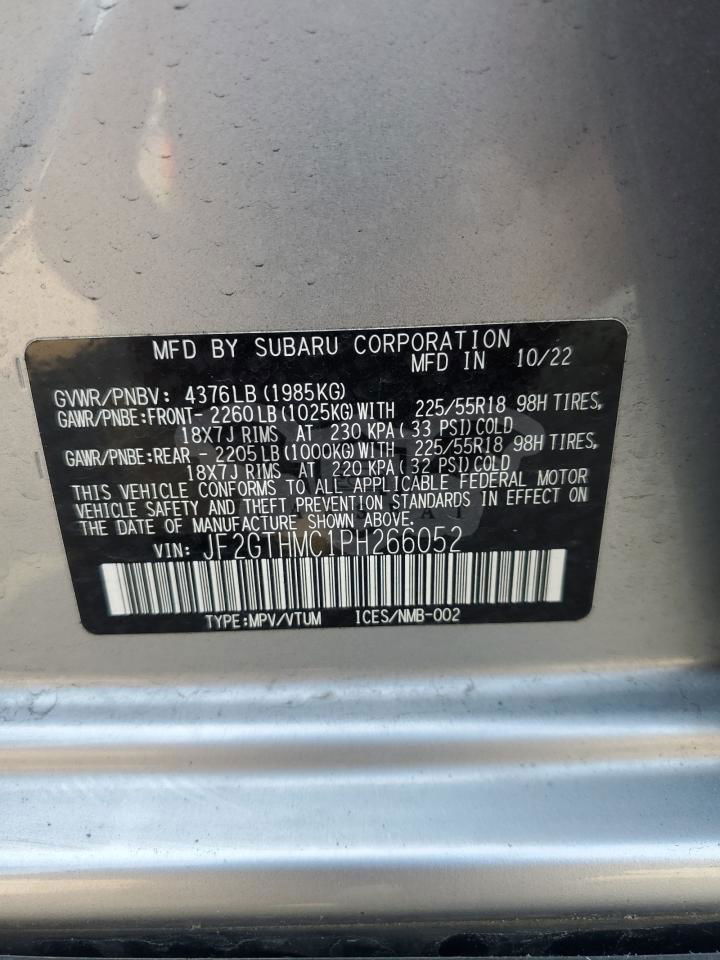 MFD BY SUBARU CORPORATION
MFD IN 10/22
GVWR/PNBV: 4376LB(1985KG)
GAWR/PNBE:FRONT- 2260LB(1025KG)WITH 225/55R18 98H TIRES,
18X7J RIMS AT 230 KPA(33 PSI)COLD
GAWR/PNBE:REAR - 2205LB(1000KG)WITH 225/55R18 98H TIRES,
18X7J RIMS AT 220 KPA(32 PSI)COLD
THIS VEHICLE CONFORMS TO ALL APPLICABLE FEDERAL MOTOR
VEHICLE SAFETY AND THEFT PREVENTION STANDARDS IN EFFECT ON
THE DATE OF MANUFACTURE SHOWN ABOVE.
VIN: JF2GTHMC1PH266052
TYPE:MPV/VTUM ICES/NMB-002